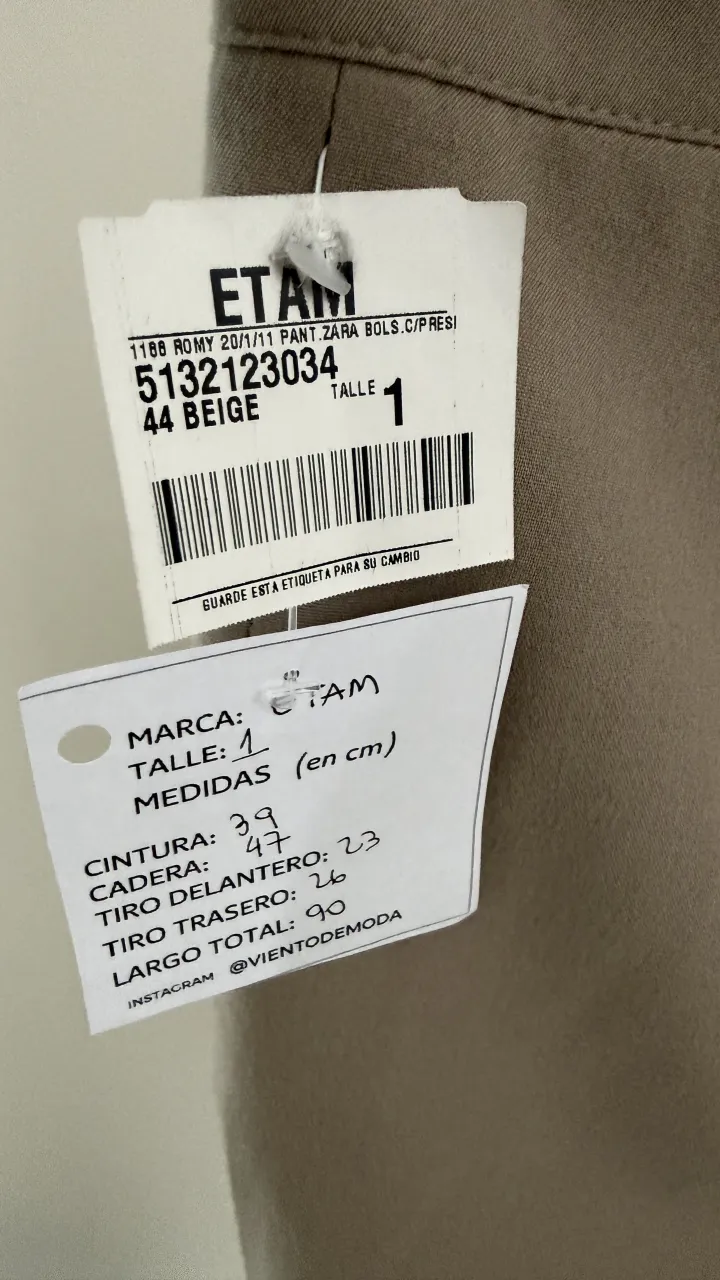 ETAM
1188 ROMY 20/1/11 PANT.ZARA BOLS.C/PRESI
5132123034
44 BEIGE
TALLE 1
GUARDE ESTA ETIQUETA PARA SU CAMBIO
MARCA: ETAM
TALLE: 1
MEDIDAS (en cm)
CINTURA: 39
CADERA: 47
TIRO DELANTERO: 23
TIRO TRASERO: 26
LARGO TOTAL: 90
INSTAGRAM @VIENTODEMODA